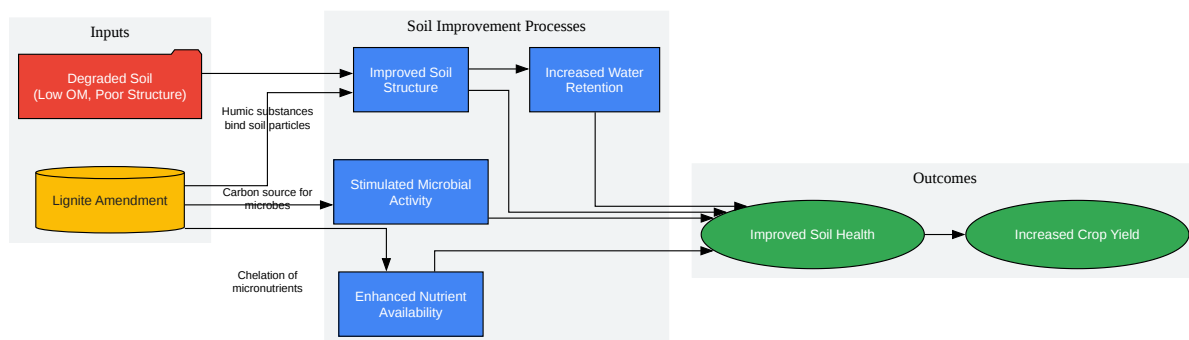 Inputs
Degraded Soil
(Low OM, Poor Structure)
Lignite Amendment
Humic substances
bind soil particles
Carbon source for
microbes
Chelation of
micronutrients
Soil Improvement Processes
Improved Soil
Structure
Increased Water
Retention
Stimulated Microbial
Activity
Enhanced Nutrient
Availability
Outcomes
Improved Soil Health
Increased Crop Yield